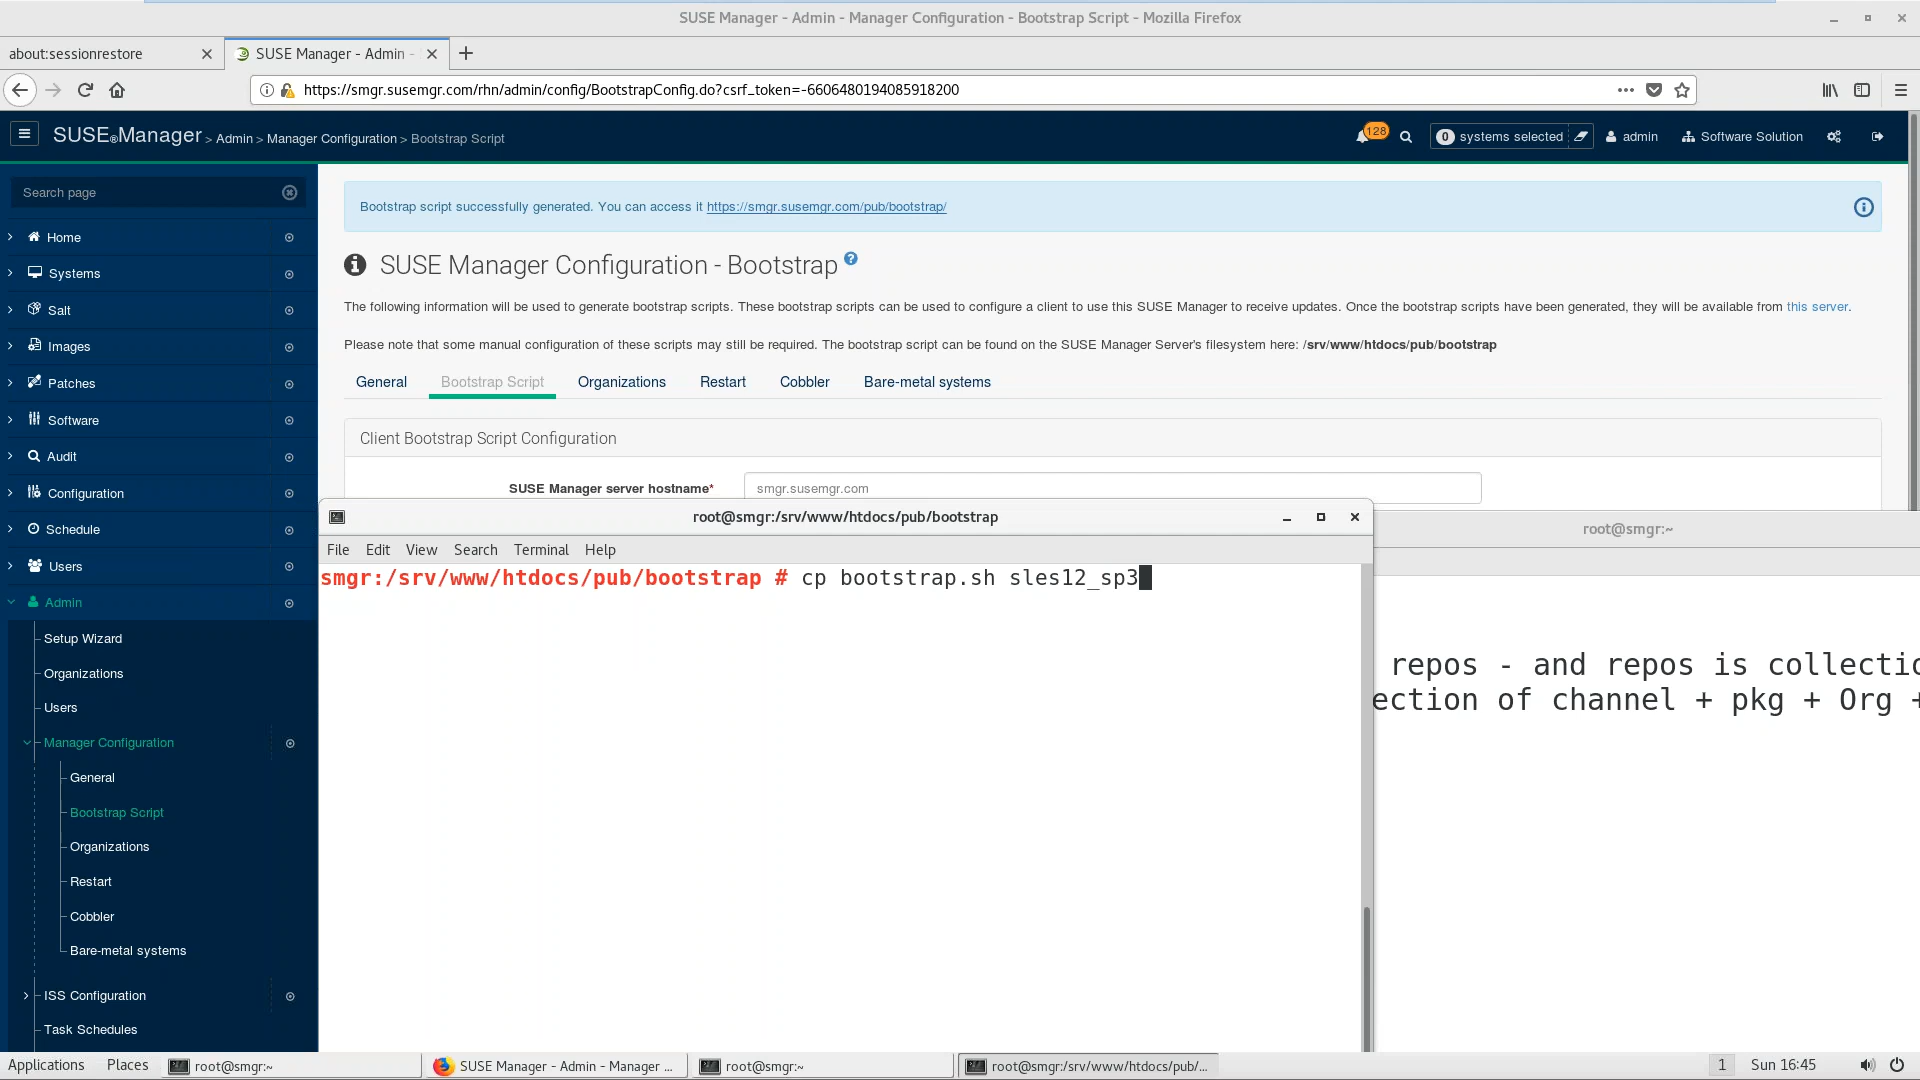 SUSE Manager - Admin - Manager Configuration - Bootstrap Script - Mozilla Firefox
about:sessionrestore
SUSE Manager - Admin -
https://smgr.susemgr.com/rhn/admin/config/BootstrapConfig.do?csrf_token=-6606480194085918200
SUSE®Manager > Admin > Manager Configuration > Bootstrap Script
128
0 systems selected
admin
Software Solution
Search page
Home
Systems
Salt
Images
Patches
Software
Audit
Configuration
Schedule
Users
Admin
Setup Wizard
Organizations
Users
Manager Configuration
General
Bootstrap Script
Organizations
Restart
Cobbler
Bare-metal systems
ISS Configuration
Task Schedules
Bootstrap script successfully generated. You can access it https://smgr.susemgr.com/pub/bootstrap/
SUSE Manager Configuration - Bootstrap ?
The following information will be used to generate bootstrap scripts. These bootstrap scripts can be used to configure a client to use this SUSE Manager to receive updates. Once the bootstrap scripts have been generated, they will be available from this server.
Please note that some manual configuration of these scripts may still be required. The bootstrap script can be found on the SUSE Manager Server's filesystem here: /srv/www/htdocs/pub/bootstrap
General Bootstrap Script Organizations Restart Cobbler Bare-metal systems
Client Bootstrap Script Configuration
SUSE Manager server hostname* smgr.susemgr.com
root@smgr:/srv/www/htdocs/pub/bootstrap
File Edit View Search Terminal Help
smgr:/srv/www/htdocs/pub/bootstrap # cp bootstrap.sh sles12_sp3
root@smgr:~
repos - and repos is collectio
ection of channel + pkg + Org +
Applications Places root@smgr:~ SUSE Manager - Admin - Manager ... root@smgr:~ root@smgr:/srv/www/htdocs/pub/... 1 Sun 16:45